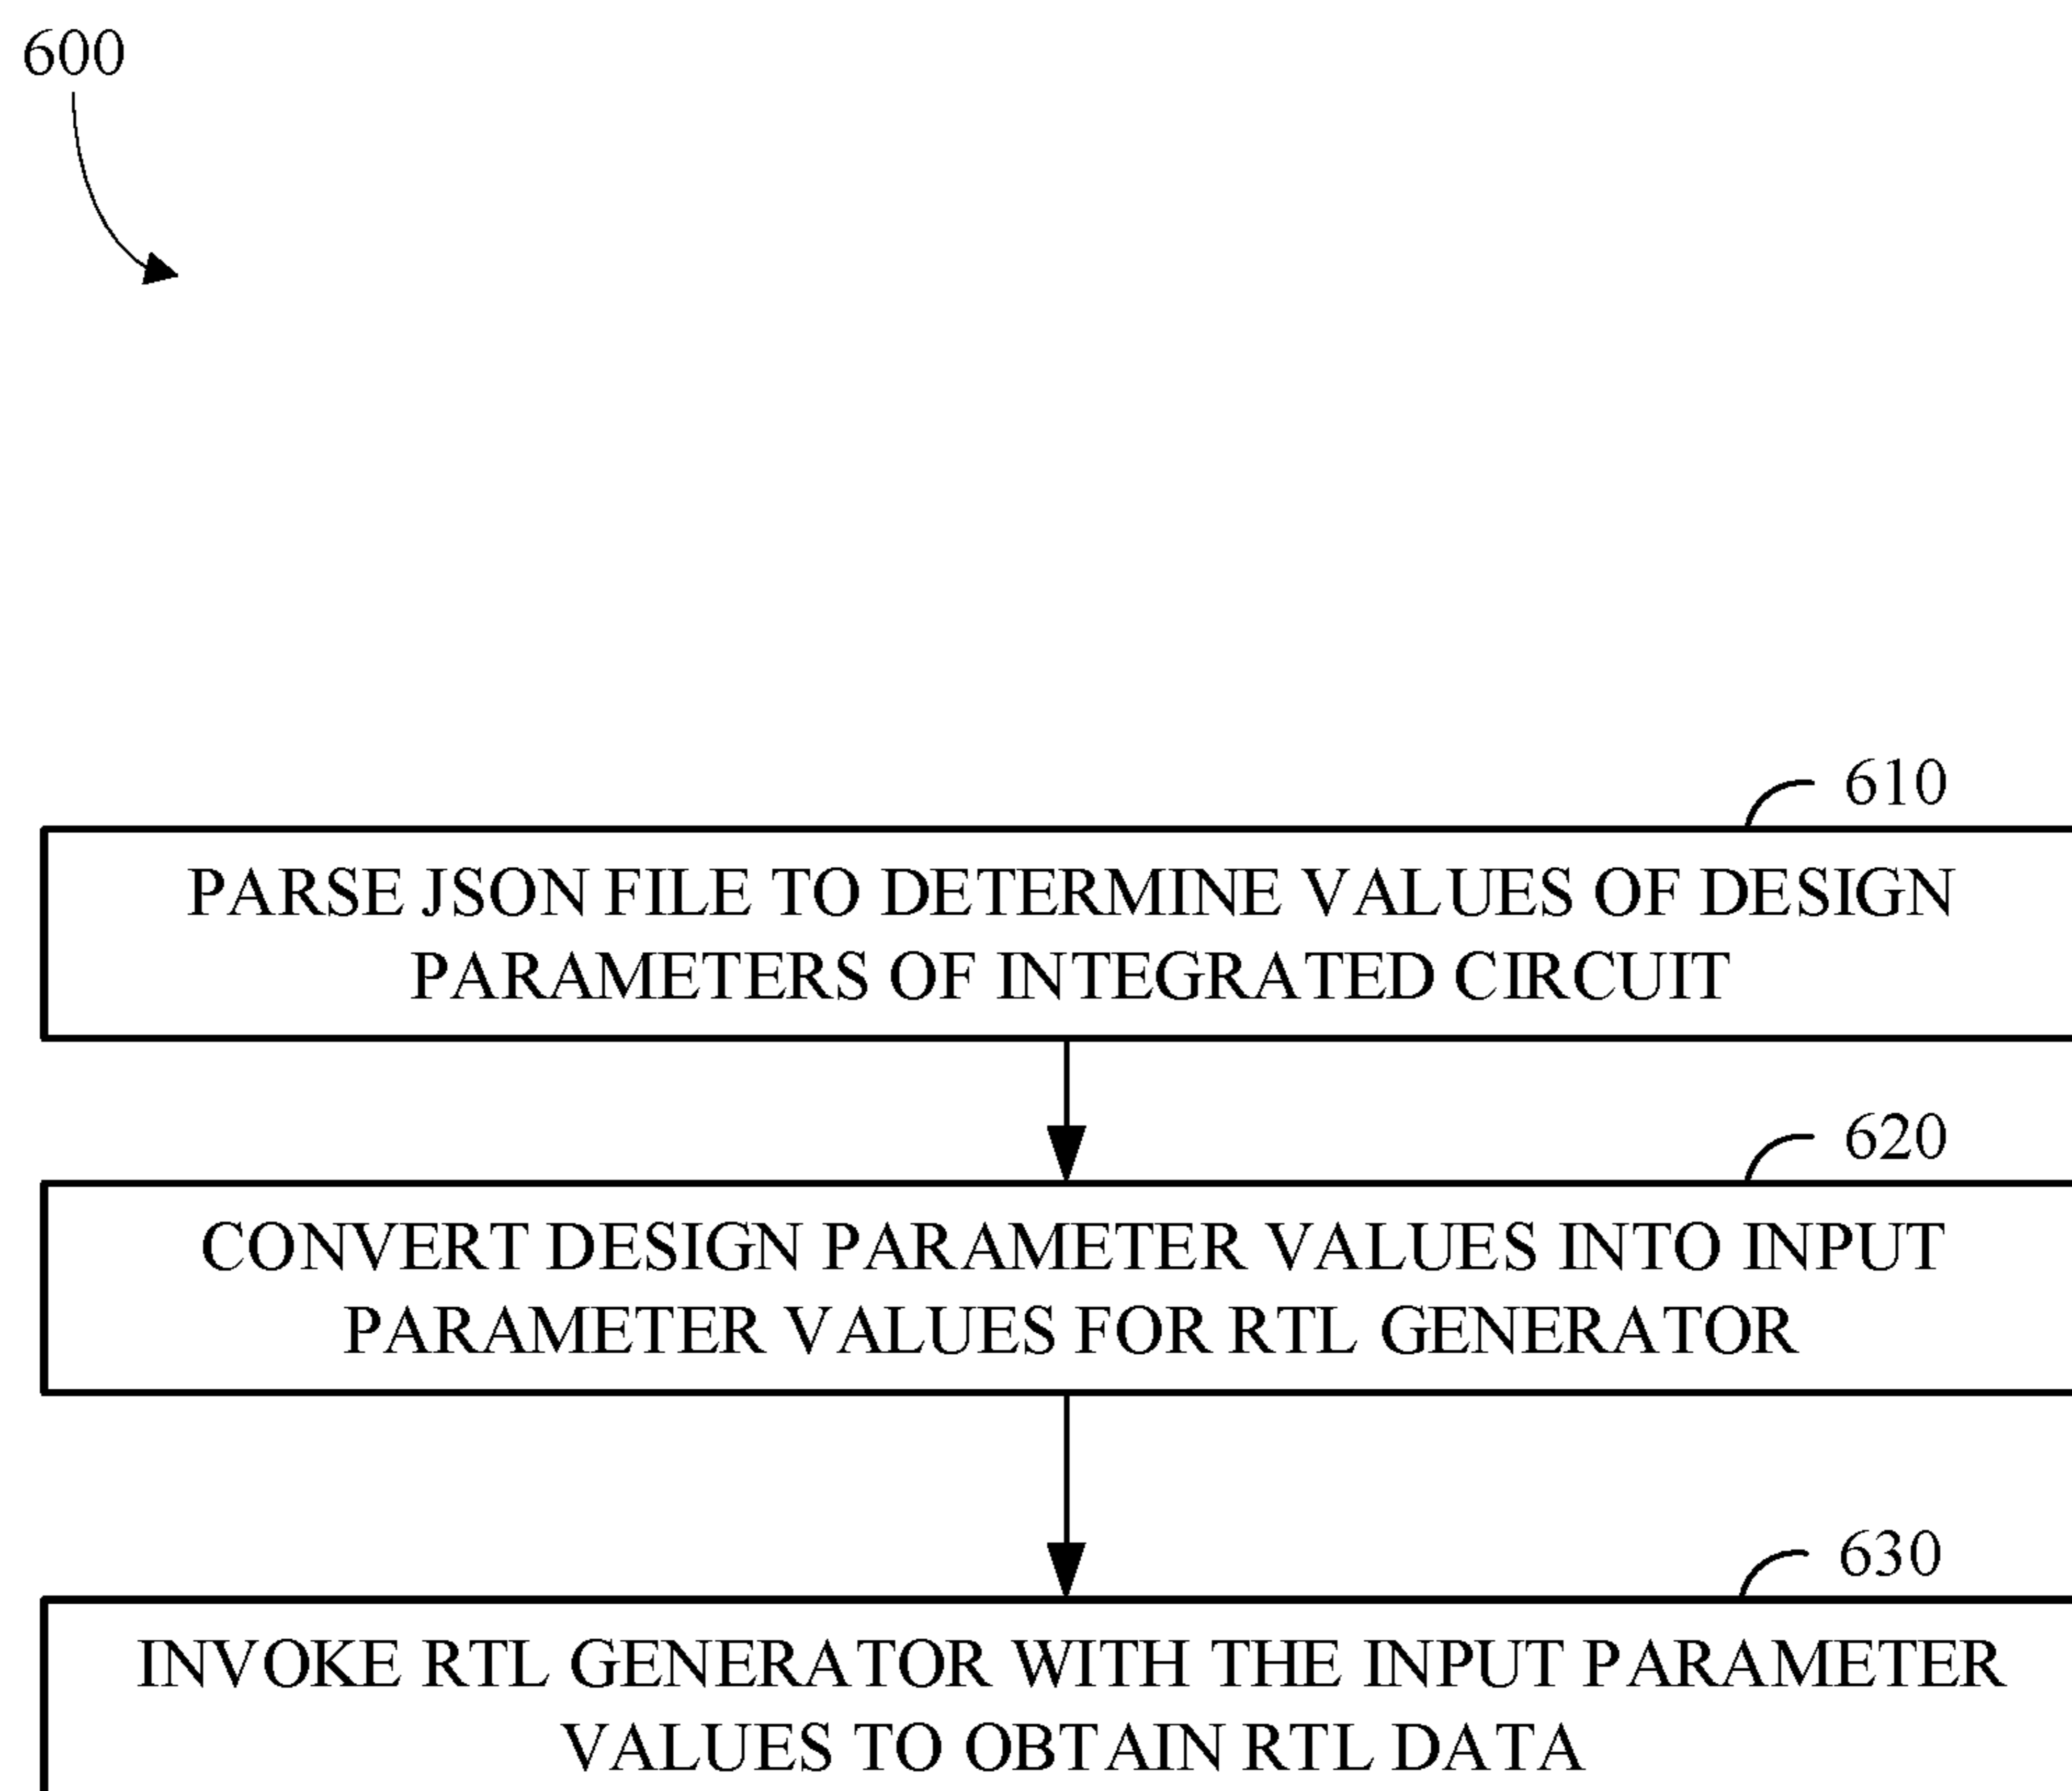 600
610
PARSE JSON FILE TO DETERMINE VALUES OF DESIGN
PARAMETERS OF INTEGRATED CIRCUIT
620
CONVERT DESIGN PARAMETER VALUES INTO INPUT
PARAMETER VALUES FOR RTL GENERATOR
630
INVOKE RTL GENERATOR WITH THE INPUT PARAMETER
VALUES TO OBTAIN RTL DATA